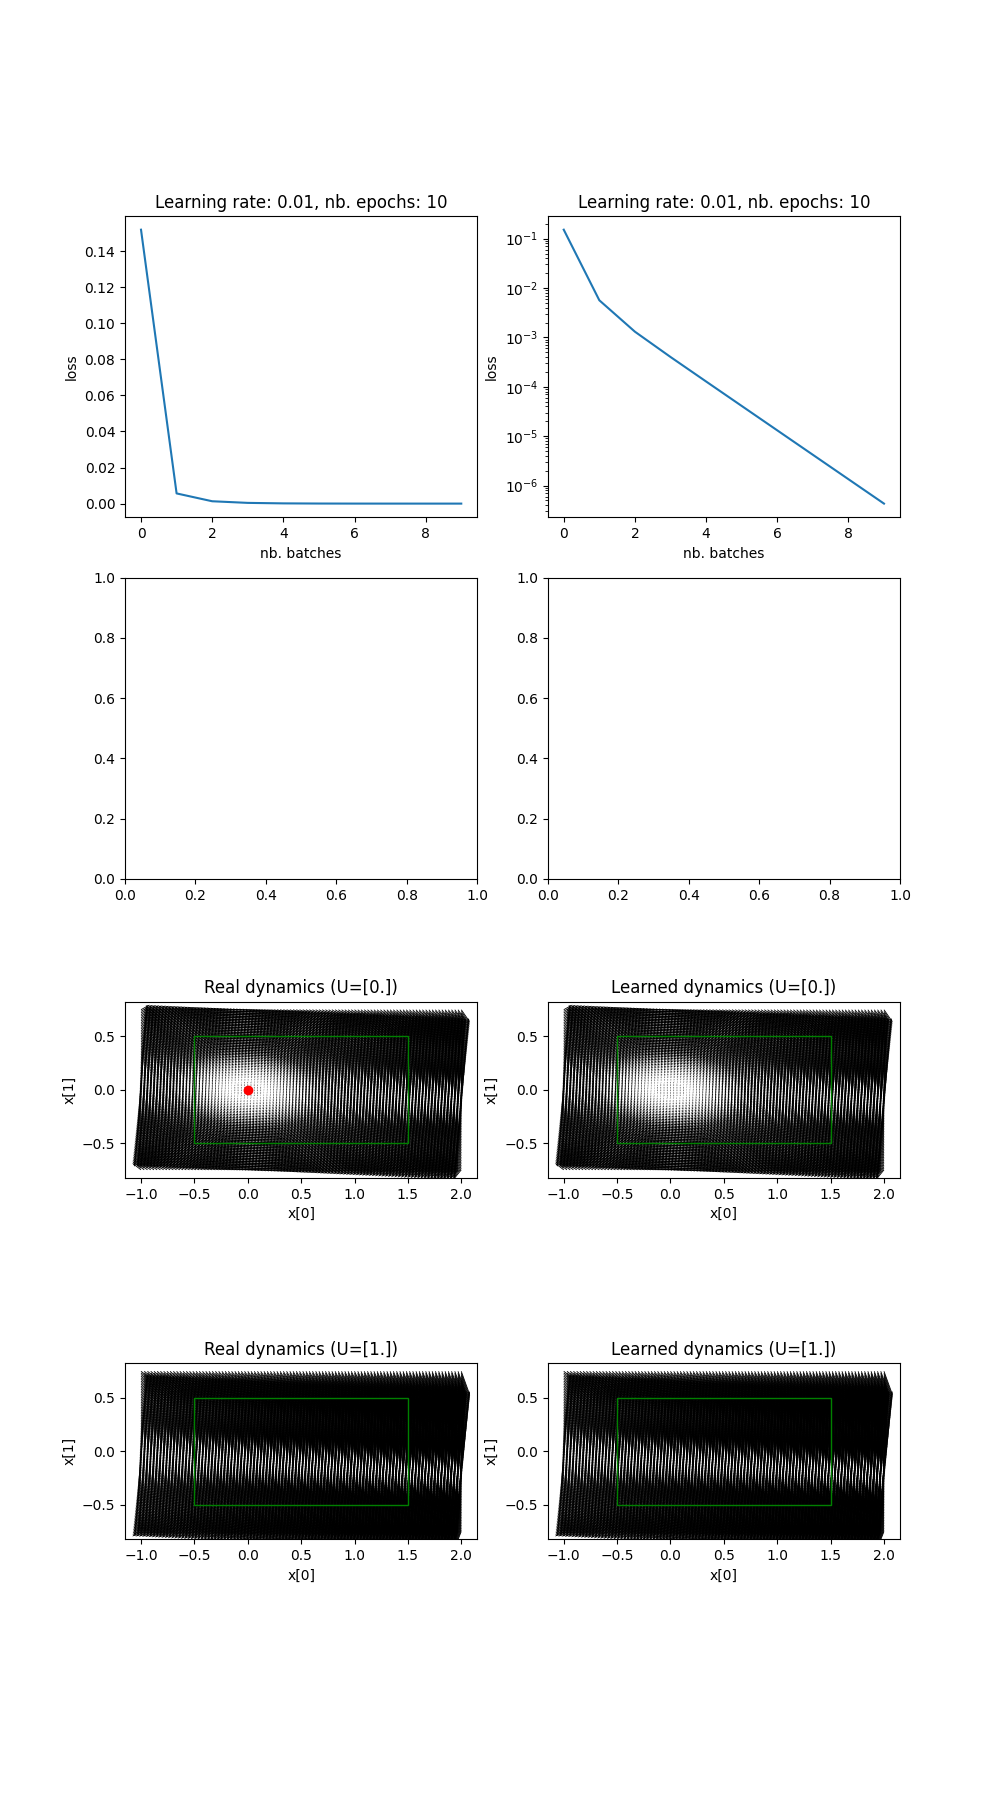 Learning rate: 0.01, nb. epochs: 10
Learning rate: 0.01, nb. epochs: 10
0.14
0.12
0.10
0.08
0.06
0.04
0.02
0.00
loss
0 2 4 6 8
nb. batches
10⁻¹
10⁻²
10⁻³
10⁻⁴
10⁻⁵
10⁻⁶
loss
0 2 4 6 8
nb. batches
1.0
0.8
0.6
0.4
0.2
0.0
0.0 0.2 0.4 0.6 0.8 1.0
1.0
0.8
0.6
0.4
0.2
0.0
0.0 0.2 0.4 0.6 0.8 1.0
Real dynamics (U=[0.])
0.5
0.0
−0.5
x[1]
−1.0 −0.5 0.0 0.5 1.0 1.5 2.0
x[0]
Learned dynamics (U=[0.])
0.5
0.0
−0.5
x[1]
−1.0 −0.5 0.0 0.5 1.0 1.5 2.0
x[0]
Real dynamics (U=[1.])
0.5
0.0
−0.5
x[1]
−1.0 −0.5 0.0 0.5 1.0 1.5 2.0
x[0]
Learned dynamics (U=[1.])
0.5
0.0
−0.5
x[1]
−1.0 −0.5 0.0 0.5 1.0 1.5 2.0
x[0]